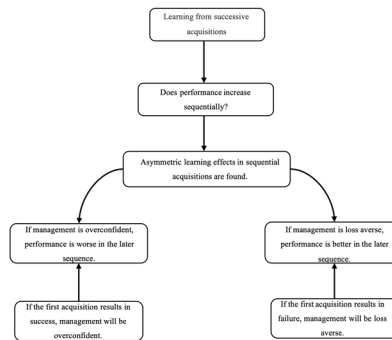 Learning from successive
acquisitions
Does performance increase
sequentially?
Asymmetric learning effects in sequential
acquisitions are found.
If management is overconfident,
performance is worse in the later
sequence.
If management is loss averse,
performance is better in the later
sequence.
If the first acquisition results in
success, management will be
overconfident.
If the first acquisition results in
failure, management will be loss
averse.